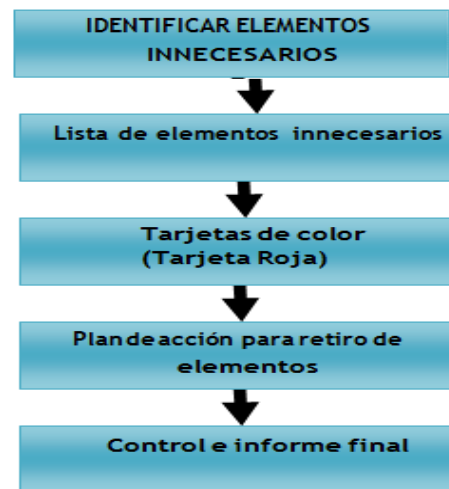 IDENTIFICAR ELEMENTOS
INNECESARIOS
Lista de elementos innecesarios
Tarjetas de color
(Tarjeta Roja)
Plan de acción para retiro de
elementos
Control e informe final